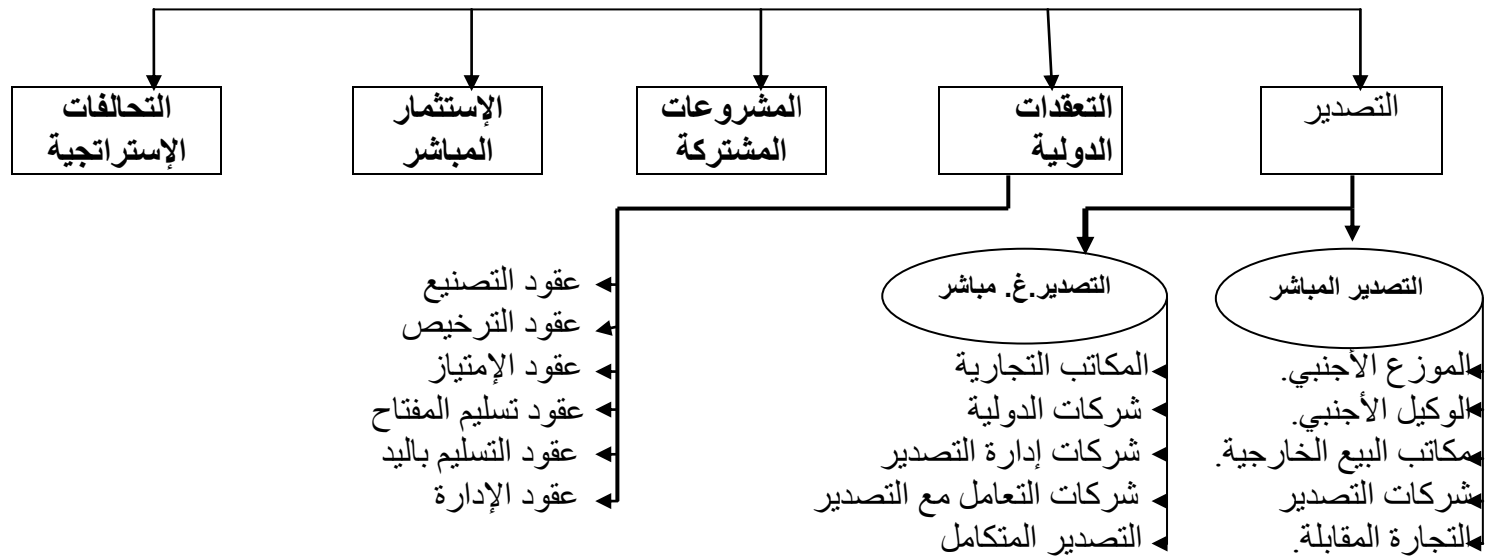 التصدير
التعقدات
الدولية
المشروعات
المشتركة
الإستثمار
المباشر
التحالفات
الإستراتجية
التصدير المباشر
الموزع الأجنبي.
الوكيل الأجنبي.
مكاتب البيع الخارجية.
شركات التصدير
التجارة المقابلة.
التصدير.غ. مباشر
المكاتب التجارية
شركات الدولية
شركات إدارة التصدير
شركات التعامل مع التصدير
التصدير المتكامل
عقود التصنيع
عقود الترخيص
عقود الإمتياز
عقود تسليم المفتاح
عقود التسليم باليد
عقود الإدارة